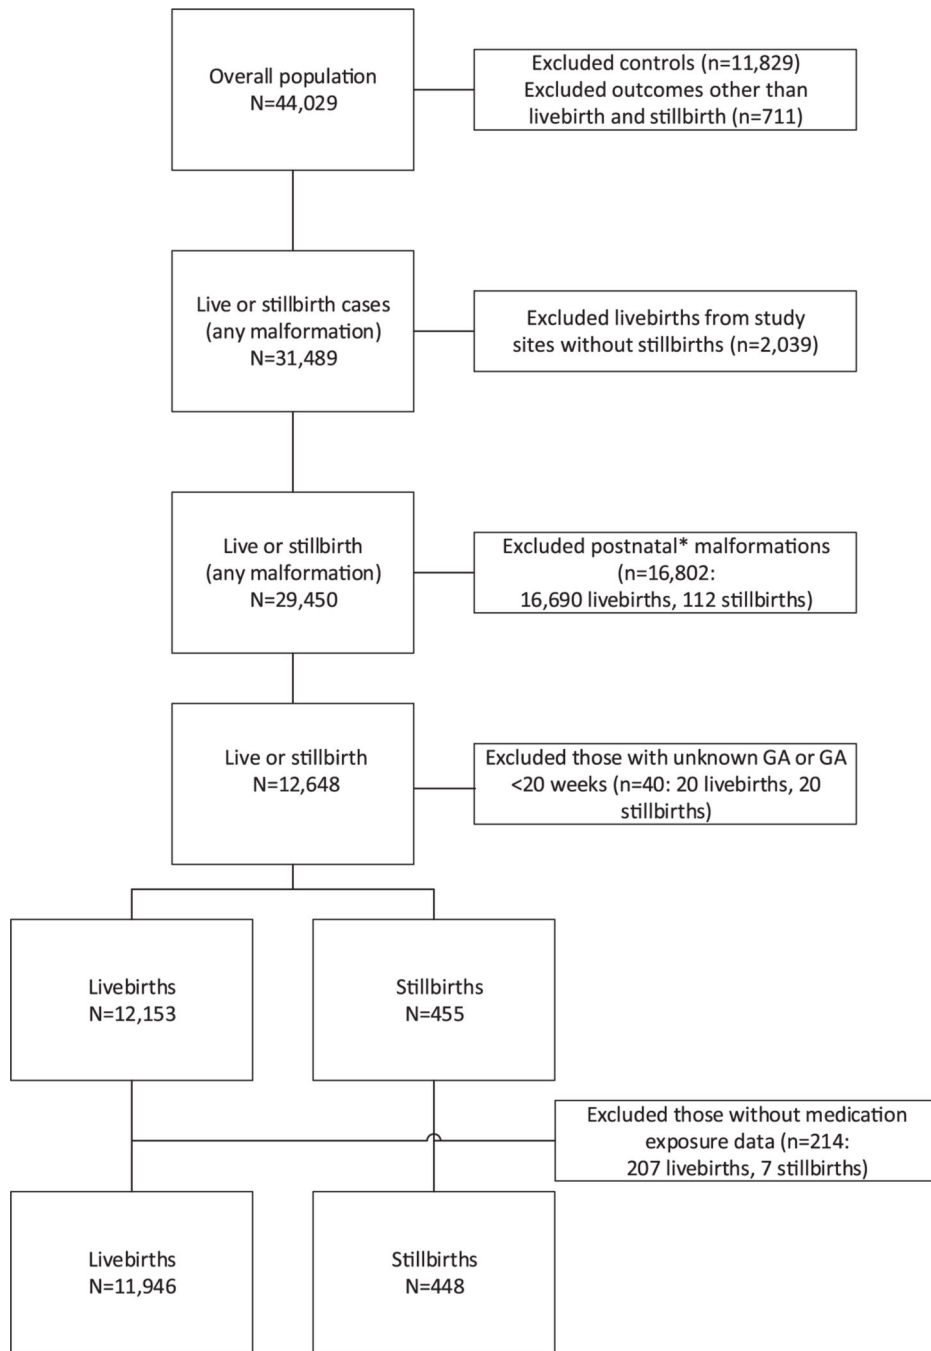 Overall population
N=44,029
Excluded controls (n=11,829)
Excluded outcomes other than
livebirth and stillbirth (n=711)
Live or stillbirth cases
(any malformation)
N=31,489
Excluded livebirths from study
sites without stillbirths (n=2,039)
Live or stillbirth
(any malformation)
N=29,450
Excluded postnatal* malformations
(n=16,802:
16,690 livebirths, 112 stillbirths)
Live or stillbirth
N=12,648
Excluded those with unknown GA or GA
<20 weeks (n=40: 20 livebirths, 20
stillbirths)
Livebirths
N=12,153
Stillbirths
N=455
Excluded those without medication
exposure data (n=214:
207 livebirths, 7 stillbirths)
Livebirths
N=11,946
Stillbirths
N=448